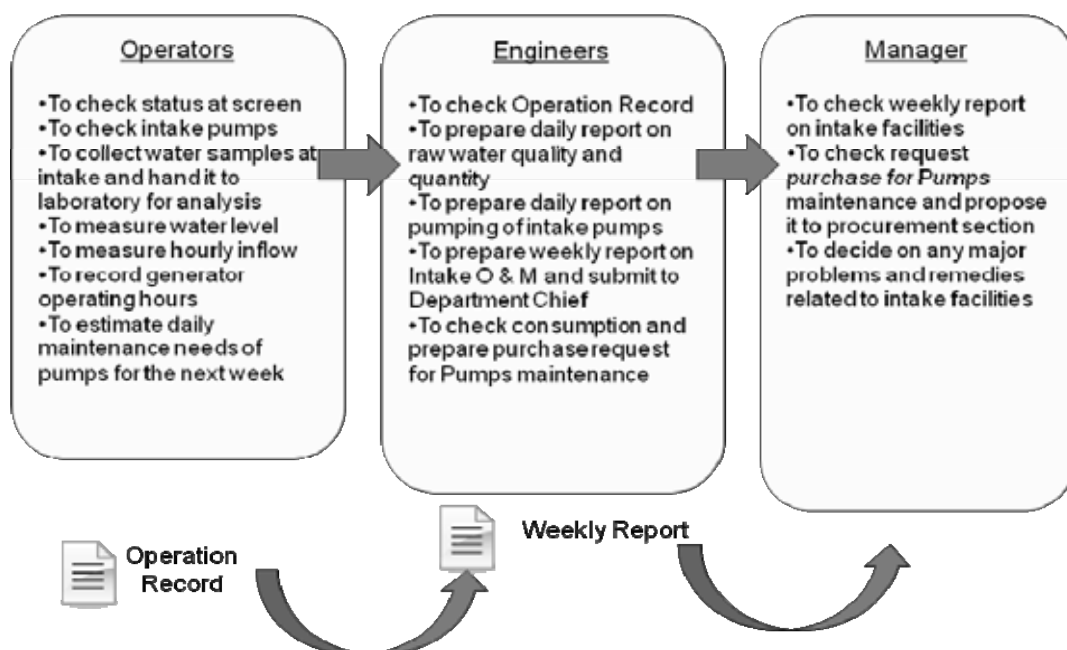 Operators
•To check status at screen
•To check intake pumps
•To collect water samples at
intake and hand it to
laboratory for analysis
•To measure water level
•To measure hourly inflow
•To record generator
operating hours
•To estimate daily
maintenance needs of
pumps for the next week
Engineers
•To check Operation Record
•To prepare daily report on
raw water quality and
quantity
•To prepare daily report on
pumping of intake pumps
•To prepare weekly report on
Intake O & M and submit to
Department Chief
•To check consumption and
prepare purchase request
for Pumps maintenance
Manager
•To check weekly report
on intake facilities
•To check request
purchase for Pumps
maintenance and propose
it to procurement section
•To decide on any major
problems and remedies
related to intake facilities
Operation
Record
Weekly Report